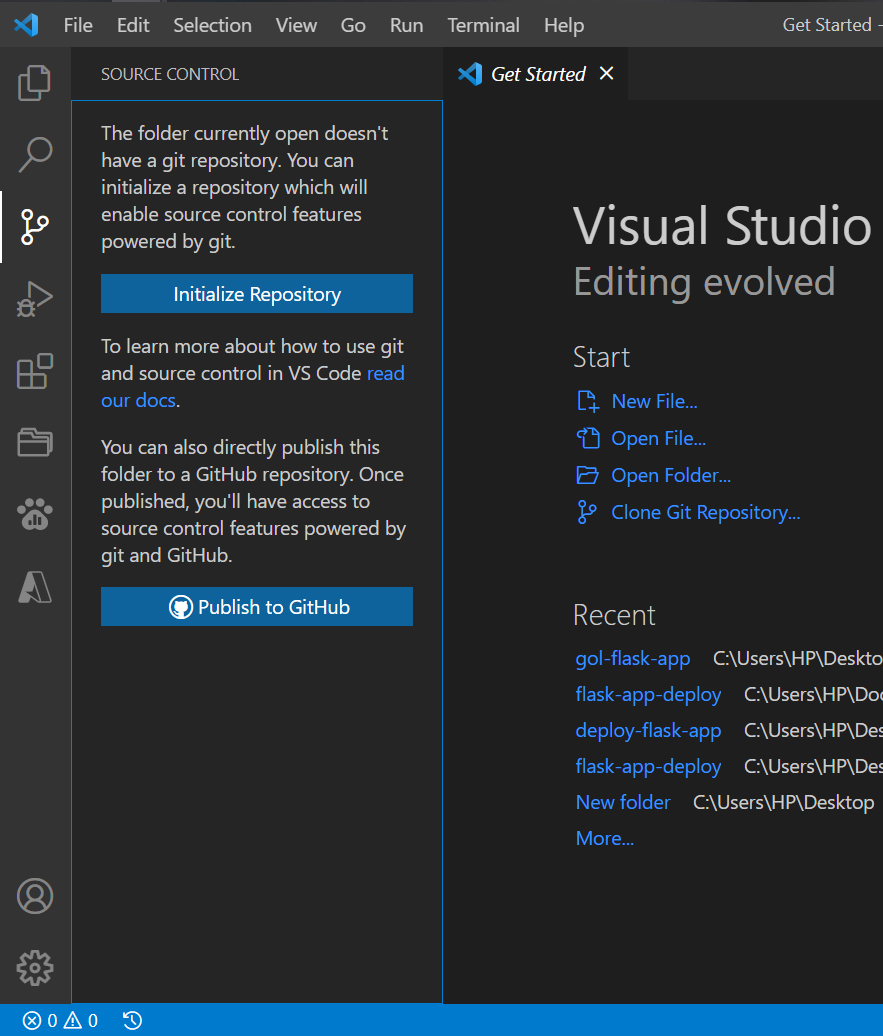 File Edit Selection View Go Run Terminal Help Get Started -
SOURCE CONTROL
Get Started
The folder currently open doesn't
have a git repository. You can
initialize a repository which will
enable source control features
powered by git.
Initialize Repository
To learn more about how to use git
and source control in VS Code read
our docs.
You can also directly publish this
folder to a GitHub repository. Once
published, you'll have access to
source control features powered by
git and GitHub.
Publish to GitHub
Visual Studio
Editing evolved
Start
New File...
Open File...
Open Folder...
Clone Git Repository...
Recent
gol-flask-app C:\Users\HP\Deskto
flask-app-deploy C:\Users\HP\Doc
deploy-flask-app C:\Users\HP\Des
flask-app-deploy C:\Users\HP\Des
New folder C:\Users\HP\Desktop
More...
0 0